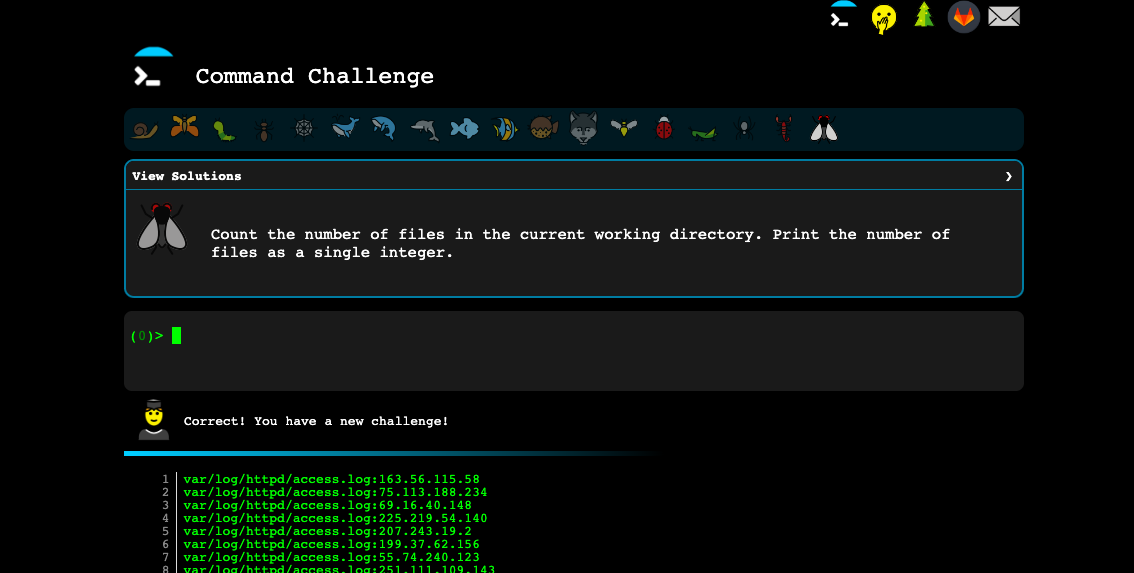 Command Challenge
View Solutions ❯
Count the number of files in the current working directory. Print the number of
files as a single integer.
(0)>
Correct! You have a new challenge!
1 var/log/httpd/access.log:163.56.115.58
2 var/log/httpd/access.log:75.113.188.234
3 var/log/httpd/access.log:69.16.40.148
4 var/log/httpd/access.log:225.219.54.140
5 var/log/httpd/access.log:207.243.19.2
6 var/log/httpd/access.log:199.37.62.156
7 var/log/httpd/access.log:55.74.240.123
8 var/log/httpd/access.log:251.111.109.143